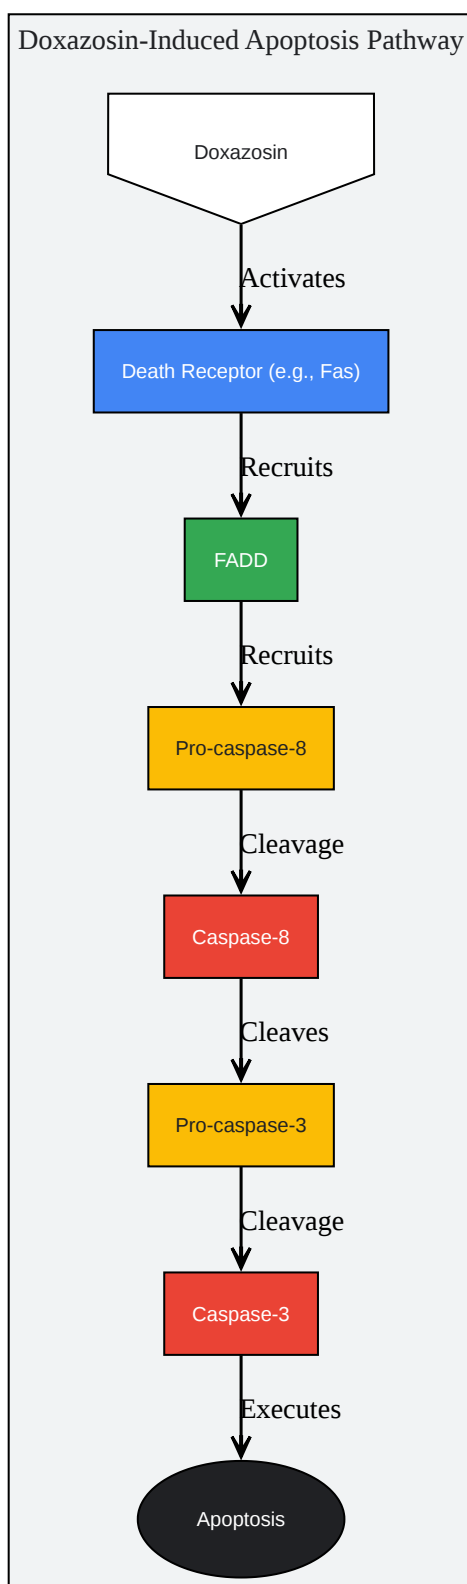 Doxazosin-Induced Apoptosis Pathway
Doxazosin
Activates
Death Receptor (e.g., Fas)
Recruits
FADD
Recruits
Pro-caspase-8
Cleavage
Caspase-8
Cleaves
Pro-caspase-3
Cleavage
Caspase-3
Executes
Apoptosis